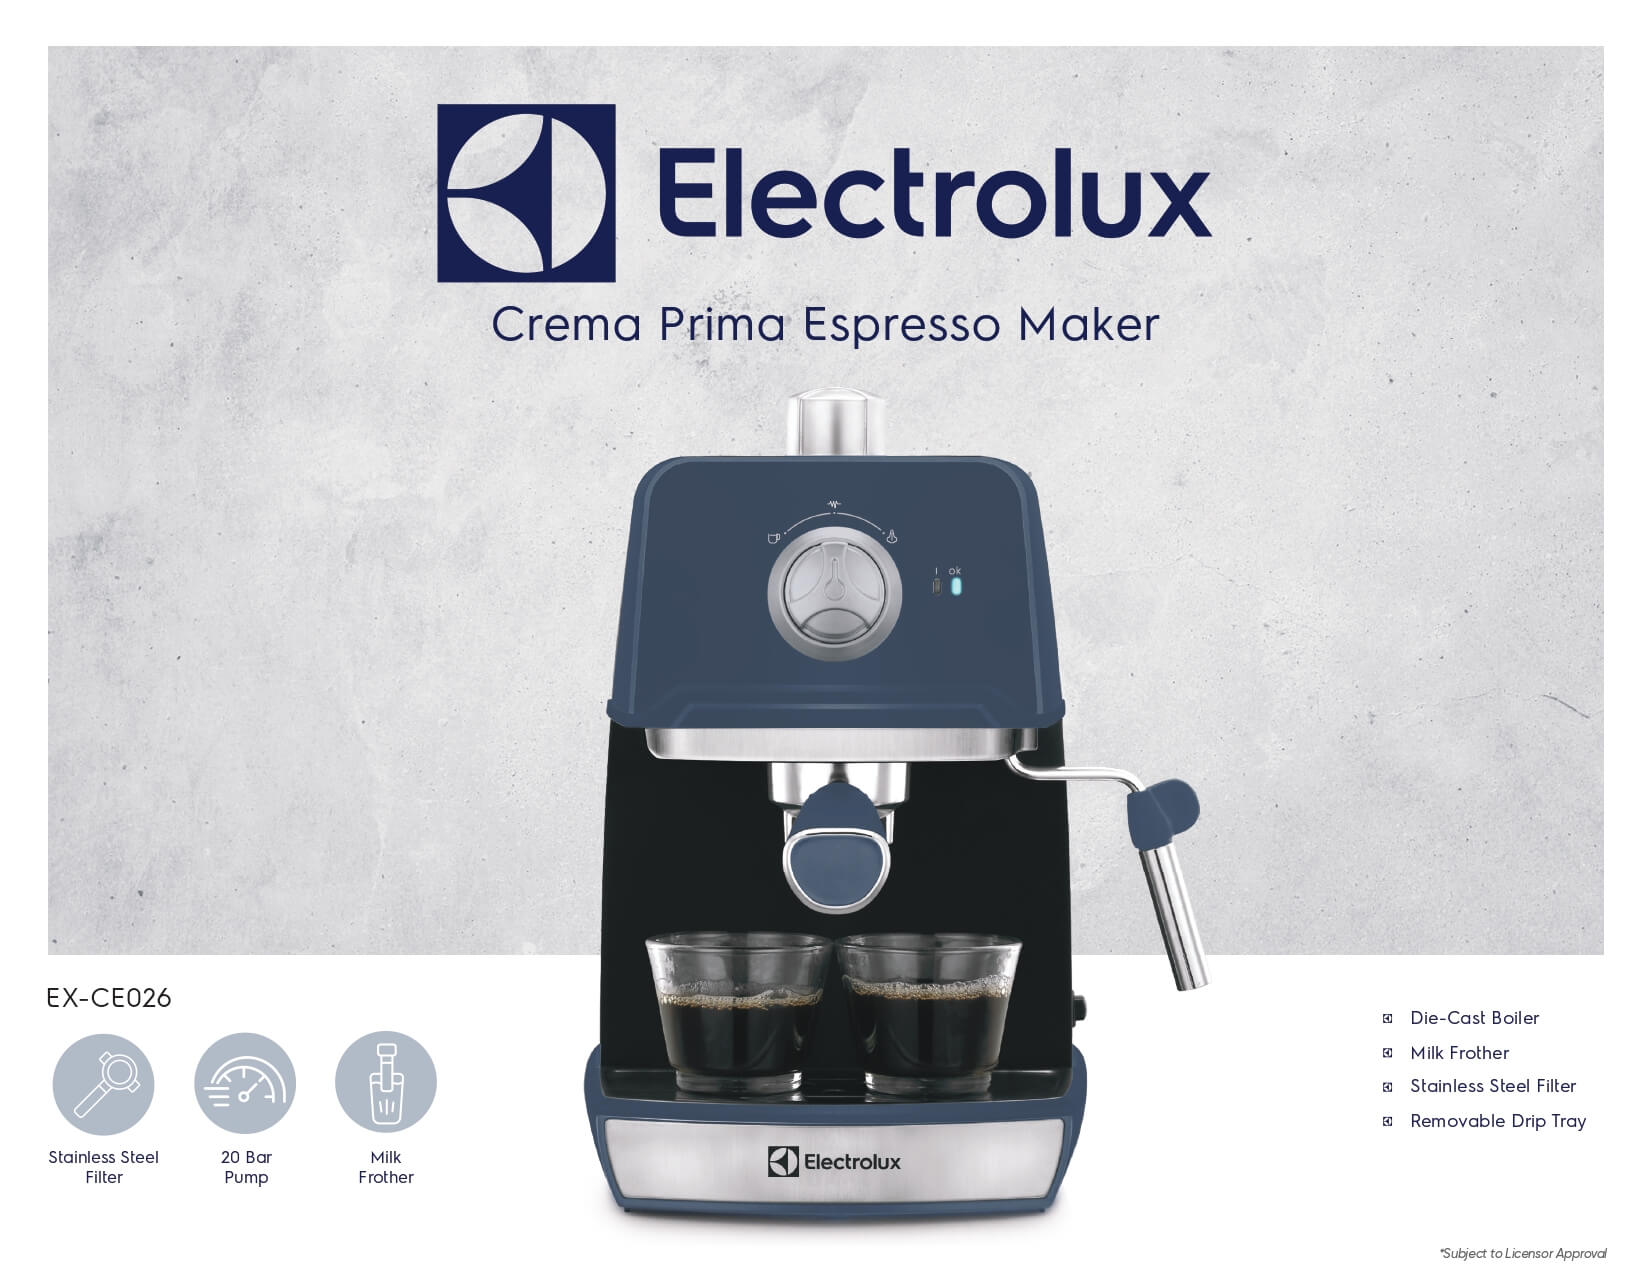 Electrolux
Crema Prima Espresso Maker
I ok
Electrolux
EX-CE026
Stainless Steel
Filter
20 Bar
Pump
Milk
Frother
Die-Cast Boiler
Milk Frother
Stainless Steel Filter
Removable Drip Tray
*Subject to Licensor Approval